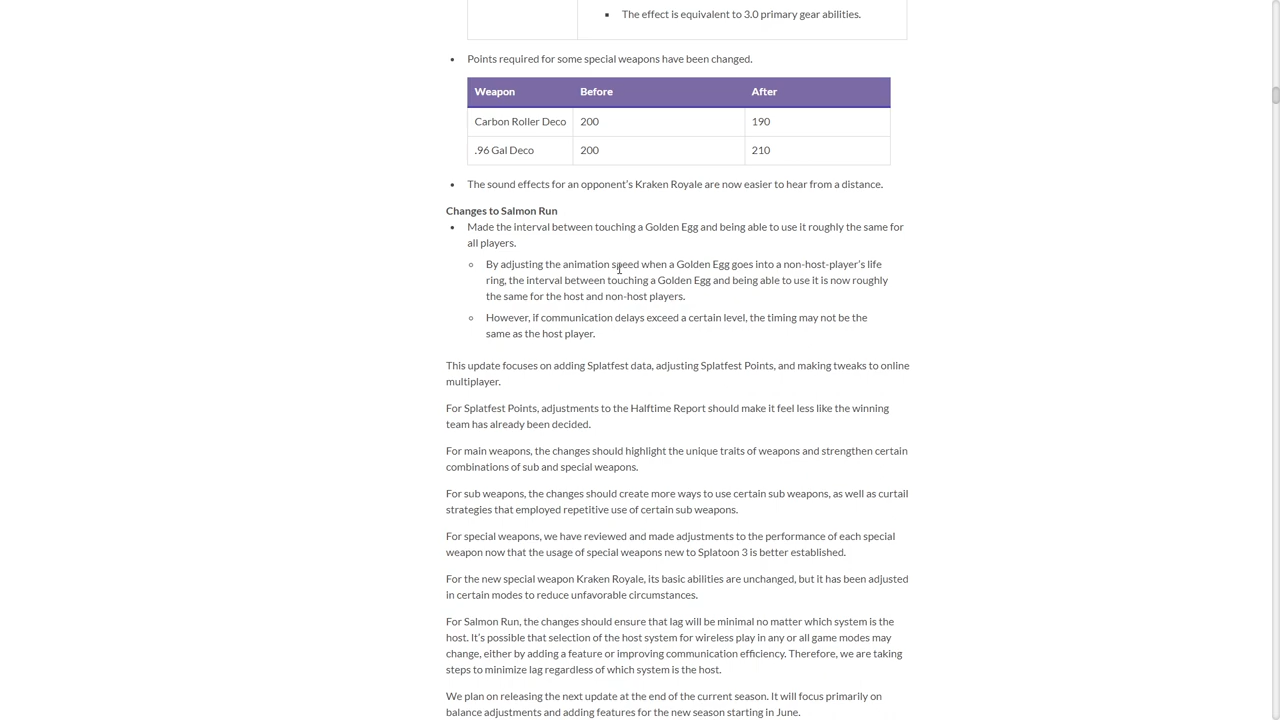 The effect is equivalent to 3.0 primary gear abilities.
Points required for some special weapons have been changed.
Weapon Before After
Carbon Roller Deco 200 190
.96 Gal Deco 200 210
The sound effects for an opponent’s Kraken Royale are now easier to hear from a distance.
Changes to Salmon Run
Made the interval between touching a Golden Egg and being able to use it roughly the same for
all players.
By adjusting the animation speed when a Golden Egg goes into a non-host-player’s life
ring, the interval between touching a Golden Egg and being able to use it is now roughly
the same for the host and non-host players.
However, if communication delays exceed a certain level, the timing may not be the
same as the host player.
This update focuses on adding Splatfest data, adjusting Splatfest Points, and making tweaks to online
multiplayer.
For Splatfest Points, adjustments to the Halftime Report should make it feel less like the winning
team has already been decided.
For main weapons, the changes should highlight the unique traits of weapons and strengthen certain
combinations of sub and special weapons.
For sub weapons, the changes should create more ways to use certain sub weapons, as well as curtail
strategies that employed repetitive use of certain sub weapons.
For special weapons, we have reviewed and made adjustments to the performance of each special
weapon now that the usage of special weapons new to Splatoon 3 is better established.
For the new special weapon Kraken Royale, its basic abilities are unchanged, but it has been adjusted
in certain modes to reduce unfavorable circumstances.
For Salmon Run, the changes should ensure that lag will be minimal no matter which system is the
host. It’s possible that selection of the host system for wireless play in any or all game modes may
change, either by adding a feature or improving communication efficiency. Therefore, we are taking
steps to minimize lag regardless of which system is the host.
We plan on releasing the next update at the end of the current season. It will focus primarily on
balance adjustments and adding features for the new season starting in June.